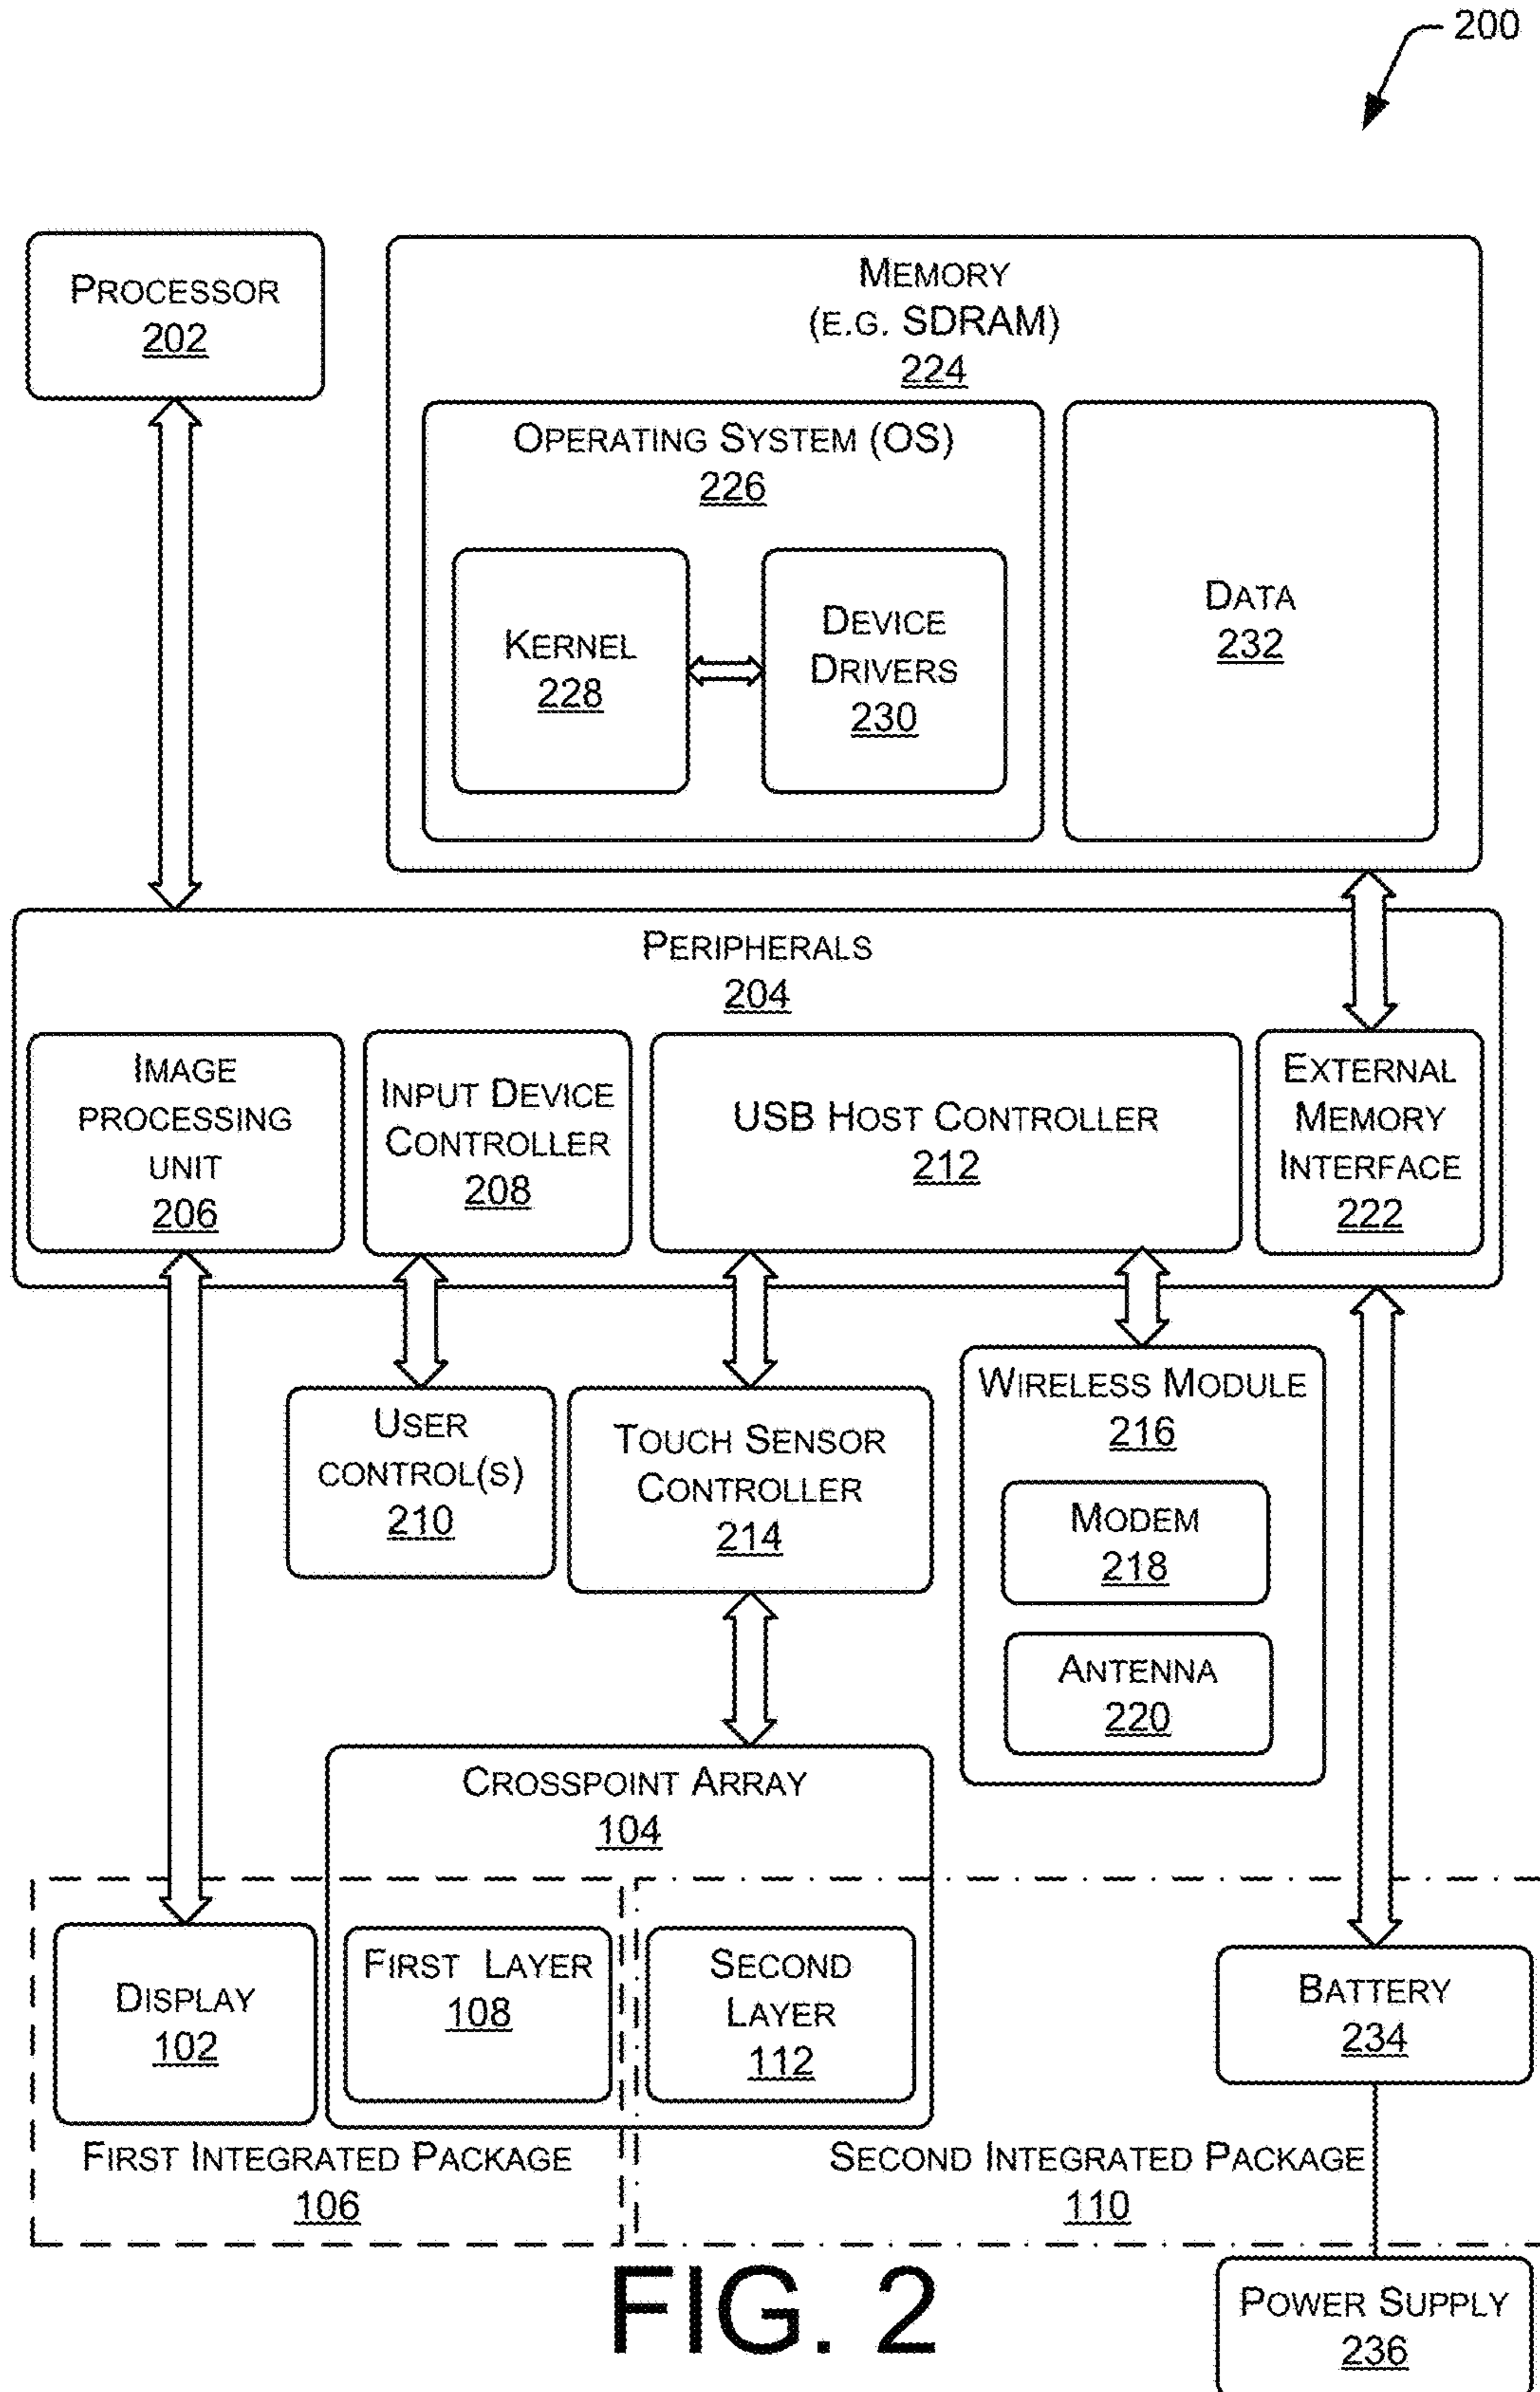 200
PROCESSOR
202
MEMORY
(E.G. SDRAM)
224
OPERATING SYSTEM (OS)
226
KERNEL
228
DEVICE
DRIVERS
230
DATA
232
PERIPHERALS
204
IMAGE
PROCESSING
UNIT
206
INPUT DEVICE
CONTROLLER
208
USB HOST CONTROLLER
212
EXTERNAL
MEMORY
INTERFACE
222
USER
CONTROL(S)
210
TOUCH SENSOR
CONTROLLER
214
WIRELESS MODULE
216
MODEM
218
ANTENNA
220
CROSSPOINT ARRAY
104
DISPLAY
102
FIRST LAYER
108
SECOND
LAYER
112
BATTERY
234
FIRST INTEGRATED PACKAGE
106
SECOND INTEGRATED PACKAGE
110
FIG. 2
POWER SUPPLY
236